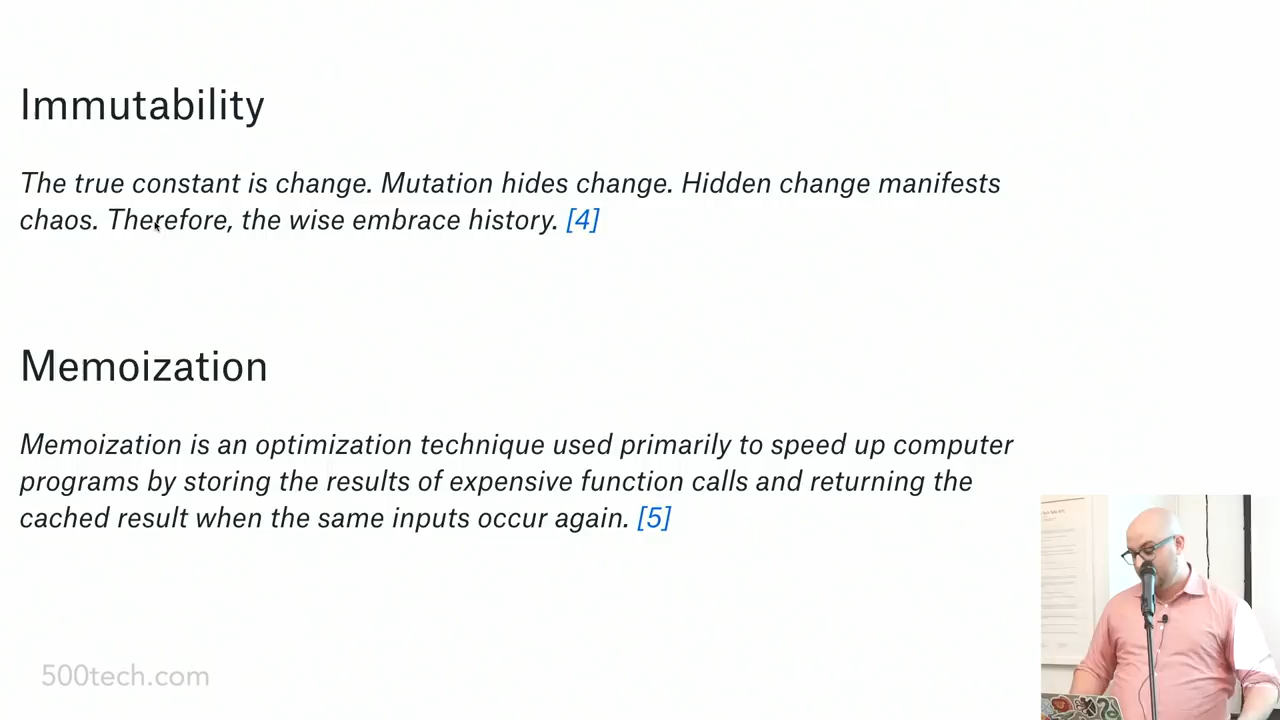 Immutability
The true constant is change. Mutation hides change. Hidden change manifests
chaos. Therefore, the wise embrace history. [4]
Memoization
Memoization is an optimization technique used primarily to speed up computer
programs by storing the results of expensive function calls and returning the
cached result when the same inputs occur again. [5]
500tech.com